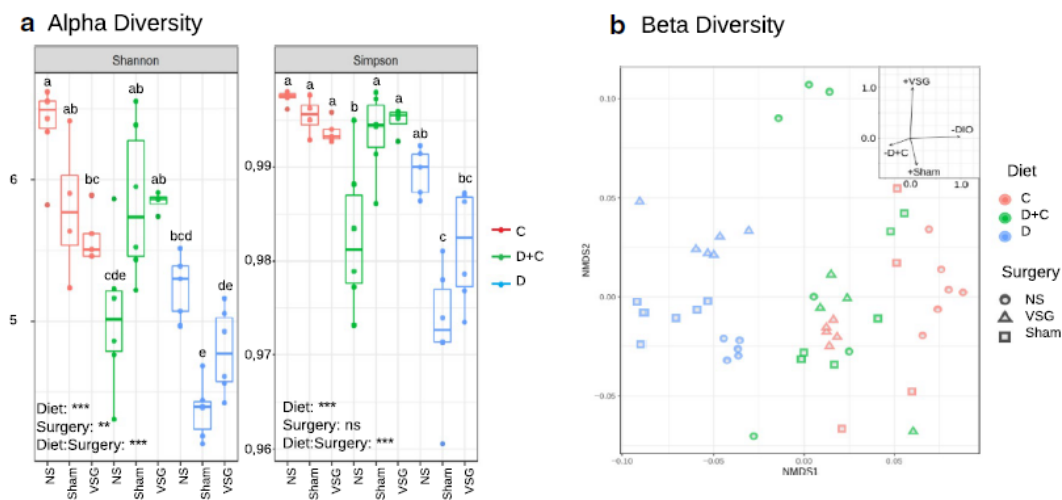 a Alpha Diversity
Shannon
Simpson
a
ab
bc
cde
ab
ab
bcd
e
de
a
a
a
b
a
a
ab
c
bc
6
5
0,99
0,98
0,97
0,96
Diet: ***
Surgery: **
Diet:Surgery: ***
Diet: ***
Surgery: ns
Diet:Surgery: ***
NS
Sham
VSG
NS
Sham
VSG
NS
Sham
VSG
NS
Sham
VSG
NS
Sham
VSG
NS
Sham
VSG
C
D+C
D
b Beta Diversity
0.10
0.05
0.00
−0.05
NMDS2
−0.10
−0.05
0.00
0.05
NMDS1
+VSG
1.0
-DIO
0.0
-D+C
+Sham
0.0
1.0
Diet
C
D+C
D
Surgery
NS
VSG
Sham